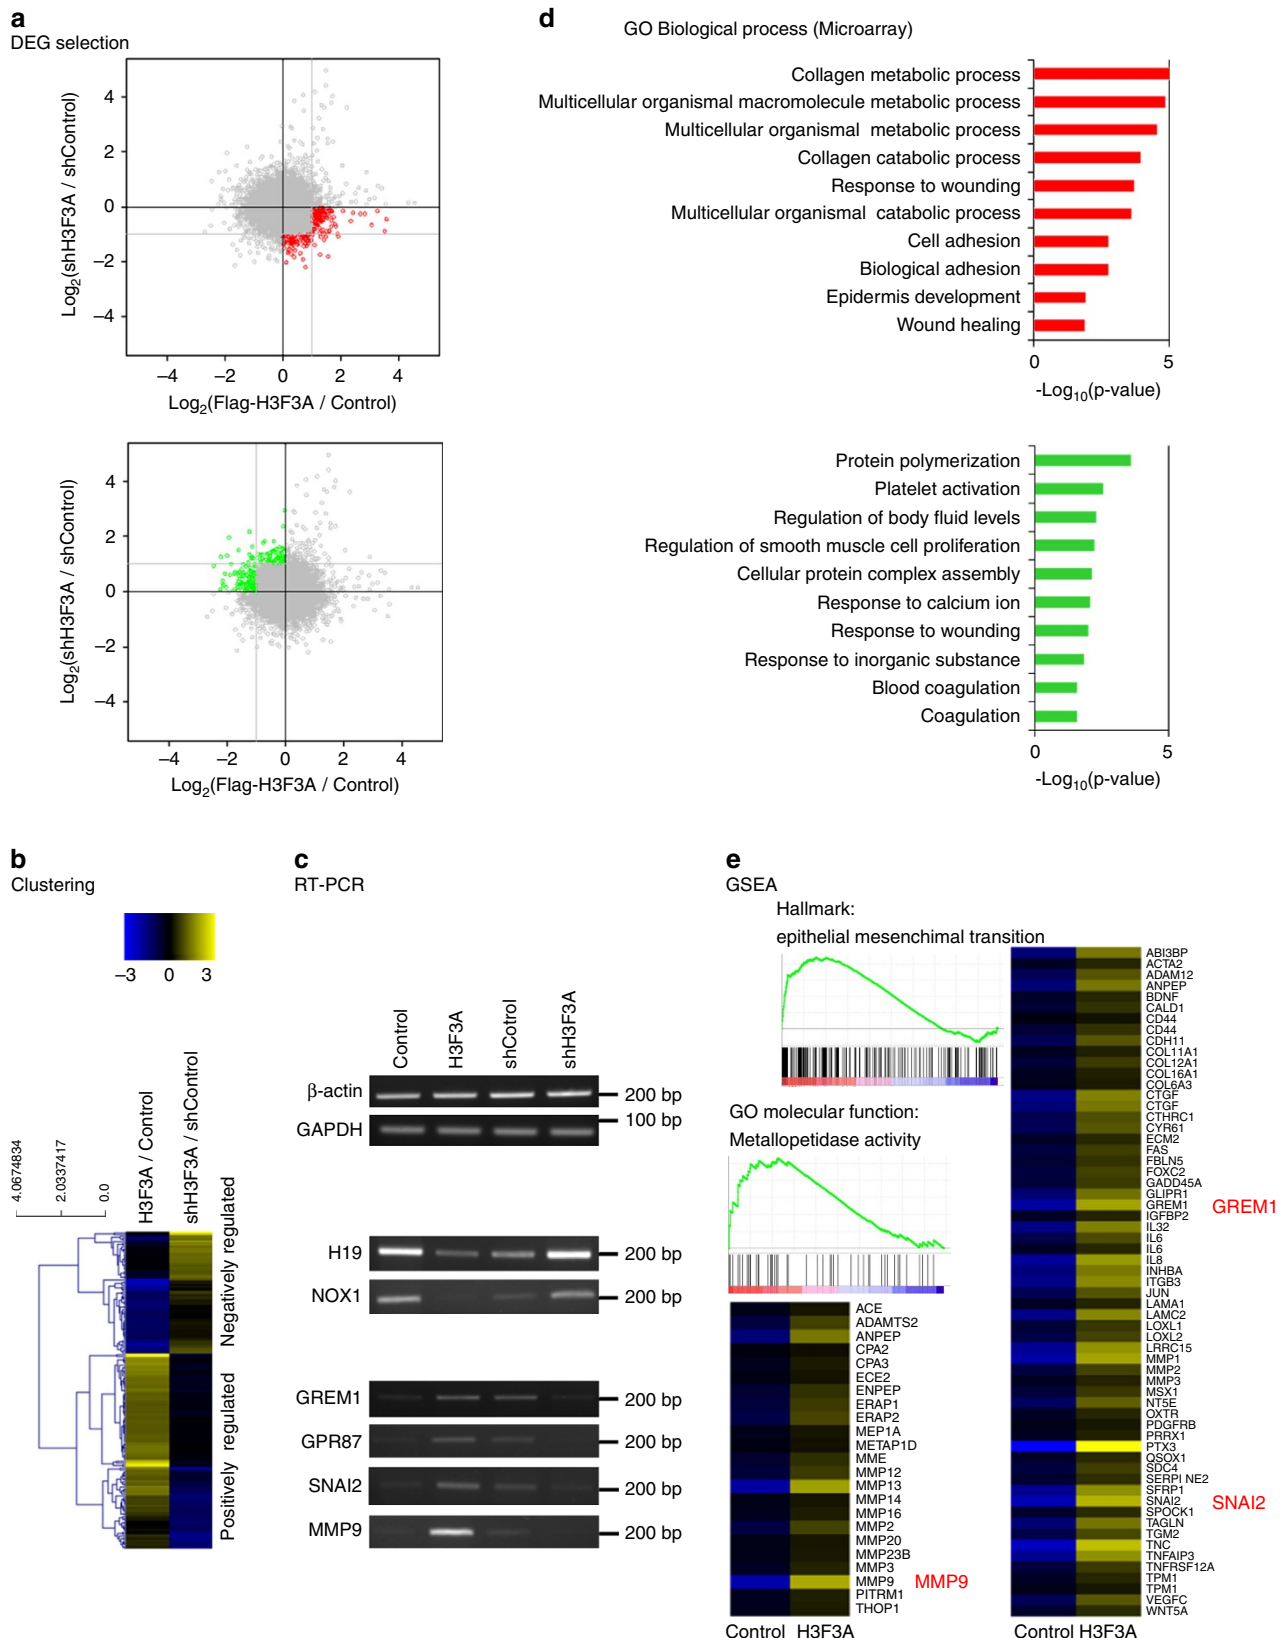 a
DEG selection
Log2(shH3F3A / shControl)
4
2
0
−2
−4
−4 −2 0 2 4
Log2(Flag-H3F3A / Control)
Log2(shH3F3A / shControl)
4
2
0
−2
−4
−4 −2 0 2 4
Log2(Flag-H3F3A / Control)
d
GO Biological process (Microarray)
Collagen metabolic process
Multicellular organismal macromolecule metabolic process
Multicellular organismal metabolic process
Collagen catabolic process
Response to wounding
Multicellular organismal catabolic process
Cell adhesion
Biological adhesion
Epidermis development
Wound healing
0 5
-Log10(p-value)
Protein polymerization
Platelet activation
Regulation of body fluid levels
Regulation of smooth muscle cell proliferation
Cellular protein complex assembly
Response to calcium ion
Response to wounding
Response to inorganic substance
Blood coagulation
Coagulation
0 5
-Log10(p-value)
b
Clustering
−3 0 3
4.0674834
2.0337417
0.0
H3F3A / Control
shH3F3A / shControl
Negatively regulated
Positively regulated
c
RT-PCR
Control
H3F3A
shCotrol
shH3F3A
β-actin 200 bp
GAPDH 100 bp
H19 200 bp
NOX1 200 bp
GREM1 200 bp
GPR87 200 bp
SNAI2 200 bp
MMP9 200 bp
e
GSEA
Hallmark:
epithelial mesenchimal transition
GO molecular function:
Metallopetidase activity
ACE
ADAMTS2
ANPEP
CPA2
CPA3
ECE2
ENPEP
ERAP1
ERAP2
MEP1A
METAP1D
MME
MMP12
MMP13
MMP14
MMP16
MMP2
MMP20
MMP23B
MMP3
MMP9 MMP9
PITRM1
THOP1
Control H3F3A
ABI3BP
ACTA2
ADAM12
ANPEP
BDNF
CALD1
CD44
CD44
CDH11
COL11A1
COL12A1
COL16A1
COL6A3
CTGF
CTGF
CTHRC1
CYR61
ECM2
FAS
FBLN5
FOXC2
GADD45A
GLIPR1
GREM1 GREM1
IGFBP2
IL32
IL6
IL6
IL8
INHBA
ITGB3
JUN
LAMA1
LAMC2
LOXL1
LOXL2
LRRC15
MMP1
MMP2
MMP3
MSX1
NT5E
OXTR
PDGFRB
PRRX1
PTX3
QSOX1
SDC4
SERPI NE2
SFRP1
SNAI2 SNAI2
SPOCK1
TAGLN
TGM2
TNC
TNFAIP3
TNFRSF12A
TPM1
TPM1
VEGFC
WNT5A
Control H3F3A